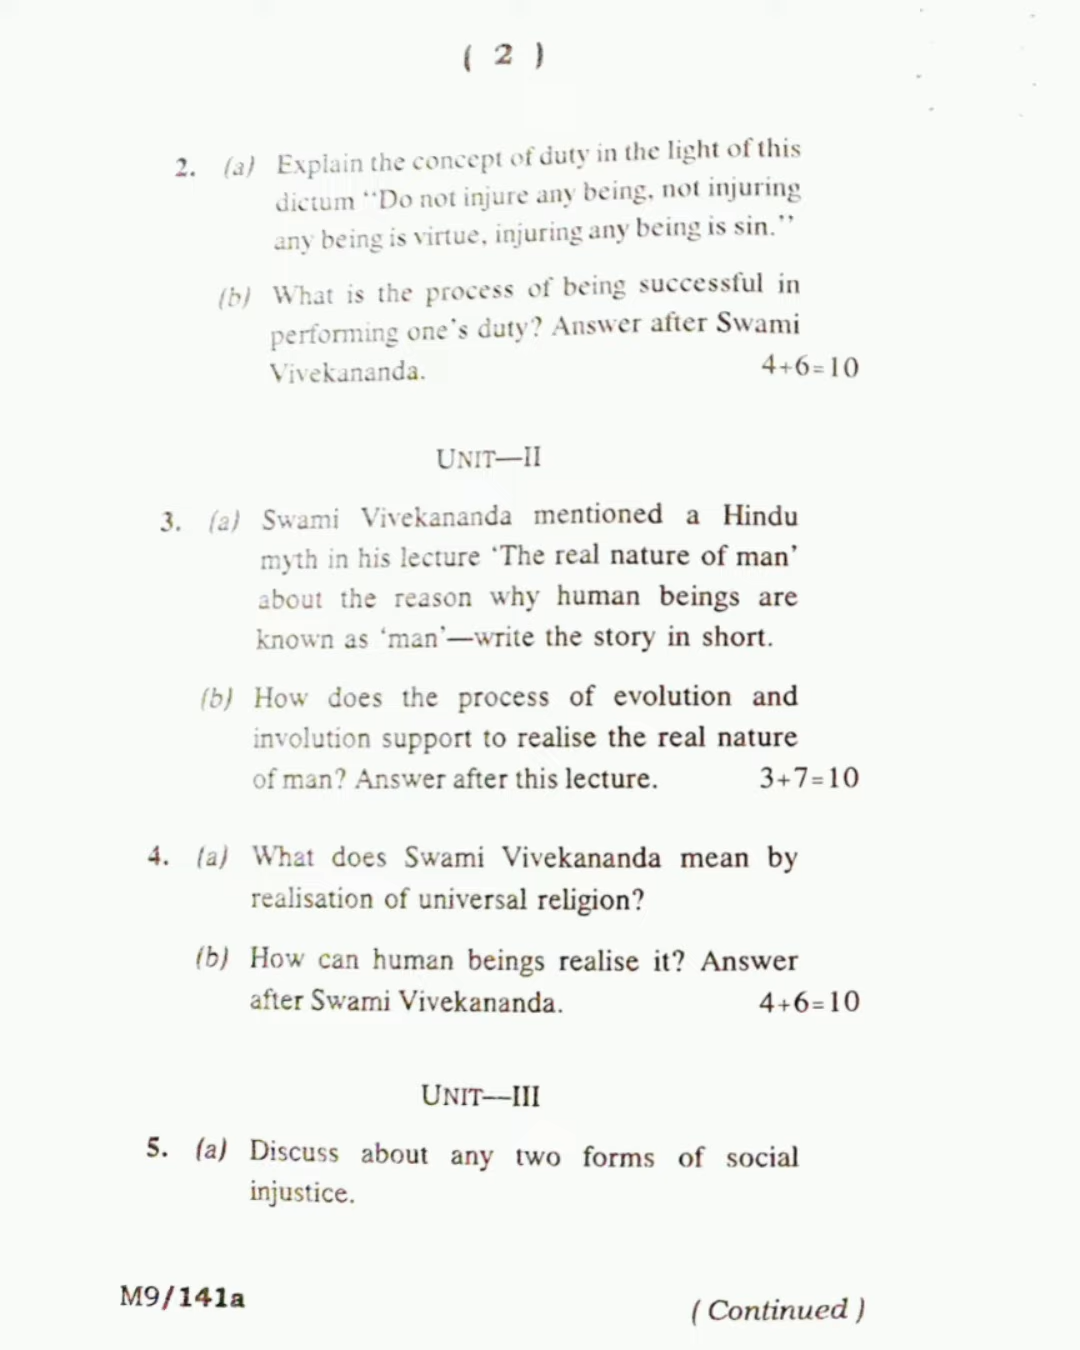 ( 2 )
2. (a) Explain the concept of duty in the light of this
dictum "Do not injure any being, not injuring
any being is virtue, injuring any being is sin."
(b) What is the process of being successful in
performing one's duty? Answer after Swami
Vivekananda. 4+6=10
UNIT—II
3. (a) Swami Vivekananda mentioned a Hindu
myth in his lecture 'The real nature of man'
about the reason why human beings are
known as 'man'—write the story in short.
(b) How does the process of evolution and
involution support to realise the real nature
of man? Answer after this lecture. 3+7=10
4. (a) What does Swami Vivekananda mean by
realisation of universal religion?
(b) How can human beings realise it? Answer
after Swami Vivekananda. 4+6=10
UNIT—III
5. (a) Discuss about any two forms of social
injustice.
M9/141a
( Continued )